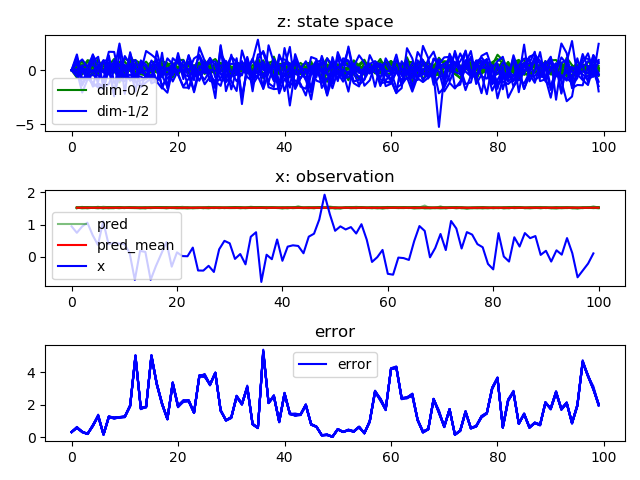 z: state space
0
−5
dim-0/2
dim-1/2
0 20 40 60 80 100
x: observation
2
1
0
pred
pred_mean
x
0 20 40 60 80 100
error
4
2
0
error
0 20 40 60 80 100